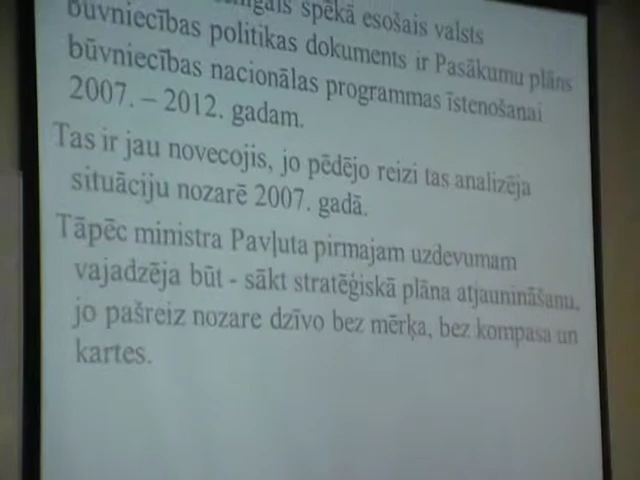 spēkā esošais valsts
būvniecības politikas dokuments ir Pasākumu plāns
būvniecības nacionālas programmas īstenošanai
2007. – 2012. gadam.
Tas ir jau novecojis, jo pēdējo reizi tas analizēja
situāciju nozarē 2007. gadā.
Tāpēc ministra Pavļuta pirmajam uzdevumam
vajadzēja būt - sākt stratēģiskā plāna atjaunināšanu,
jo pašreiz nozare dzīvo bez mērķa, bez kompasa un
kartes.